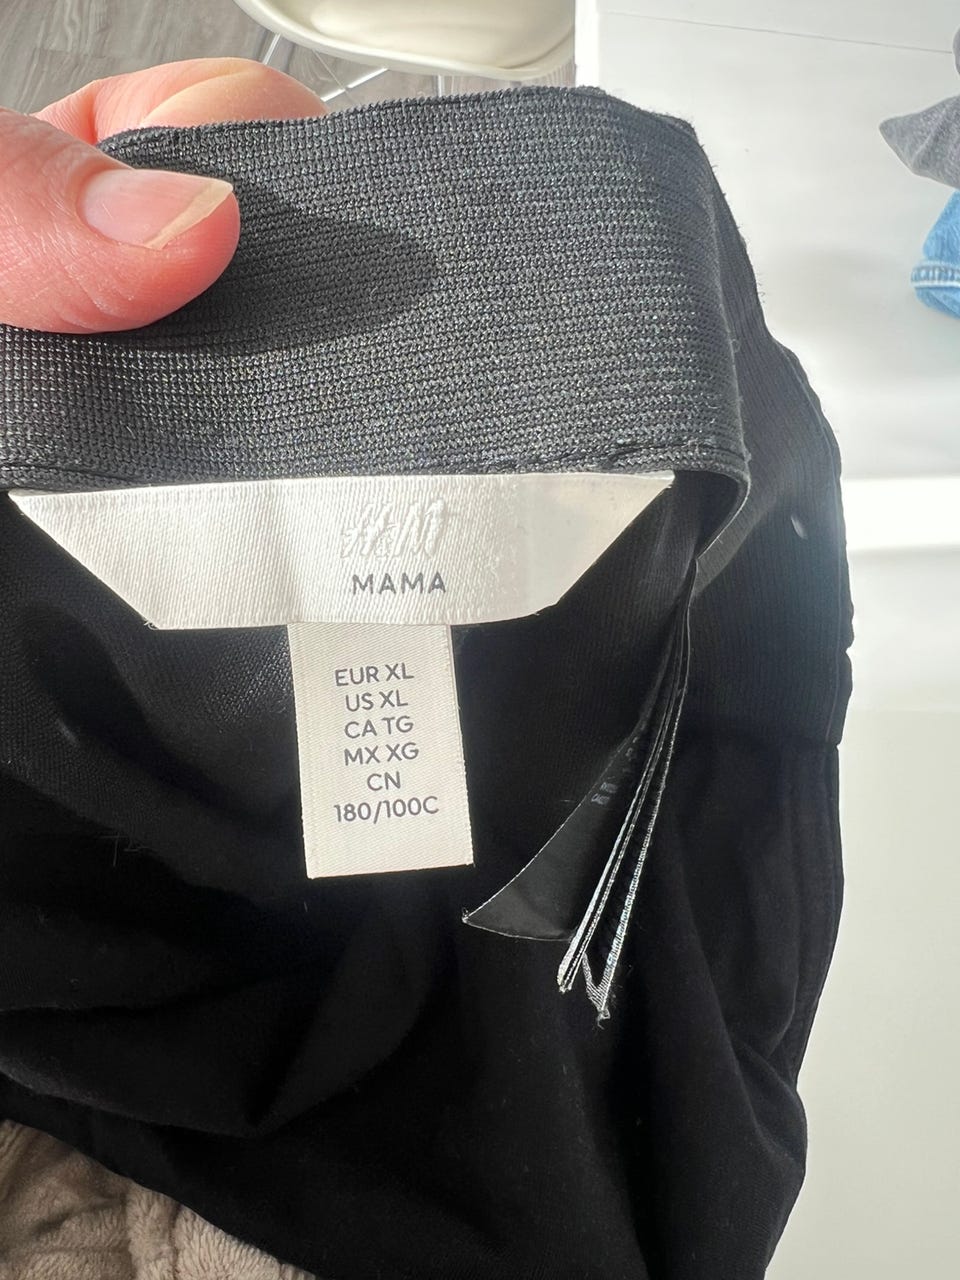 H&M
MAMA
EUR XL
US XL
CA TG
MX XG
CN
180/100C